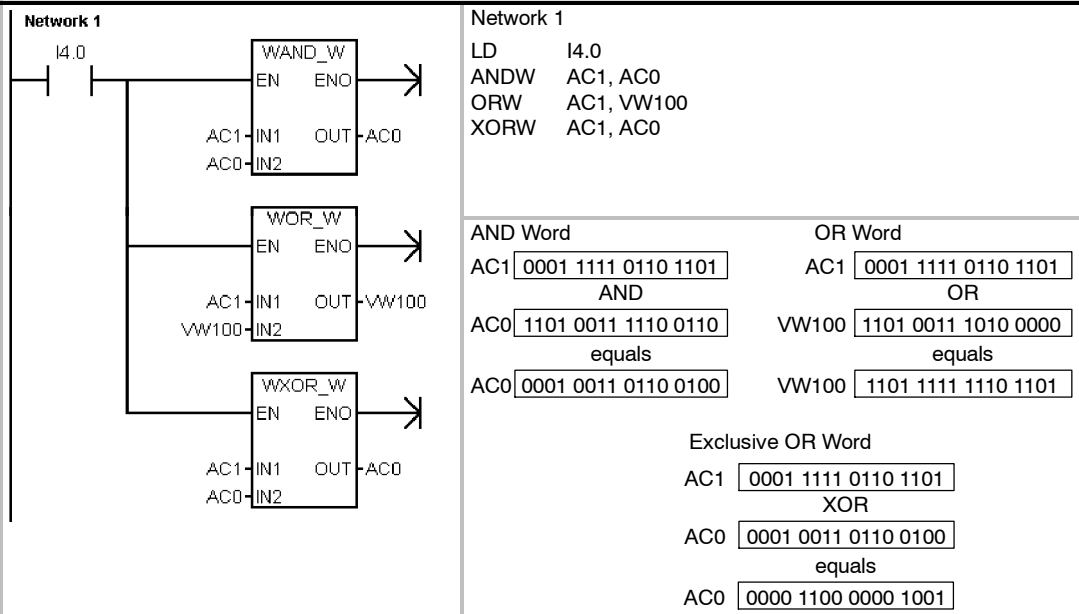 Network 1
I4.0
WAND_W
EN ENO
AC1 IN1 OUT AC0
AC0 IN2
WOR_W
EN ENO
AC1 IN1 OUT VW100
VW100 IN2
WXOR_W
EN ENO
AC1 IN1 OUT AC0
AC0 IN2
Network 1
LD I4.0
ANDW AC1, AC0
ORW AC1, VW100
XORW AC1, AC0
AND Word
AC1 0001 1111 0110 1101
AND
AC0 1101 0011 1110 0110
equals
AC0 0001 0011 0110 0100
OR Word
AC1 0001 1111 0110 1101
OR
VW100 1101 0011 1010 0000
equals
VW100 1101 1111 1110 1101
Exclusive OR Word
AC1 0001 1111 0110 1101
XOR
AC0 0001 0011 0110 0100
equals
AC0 0000 1100 0000 1001